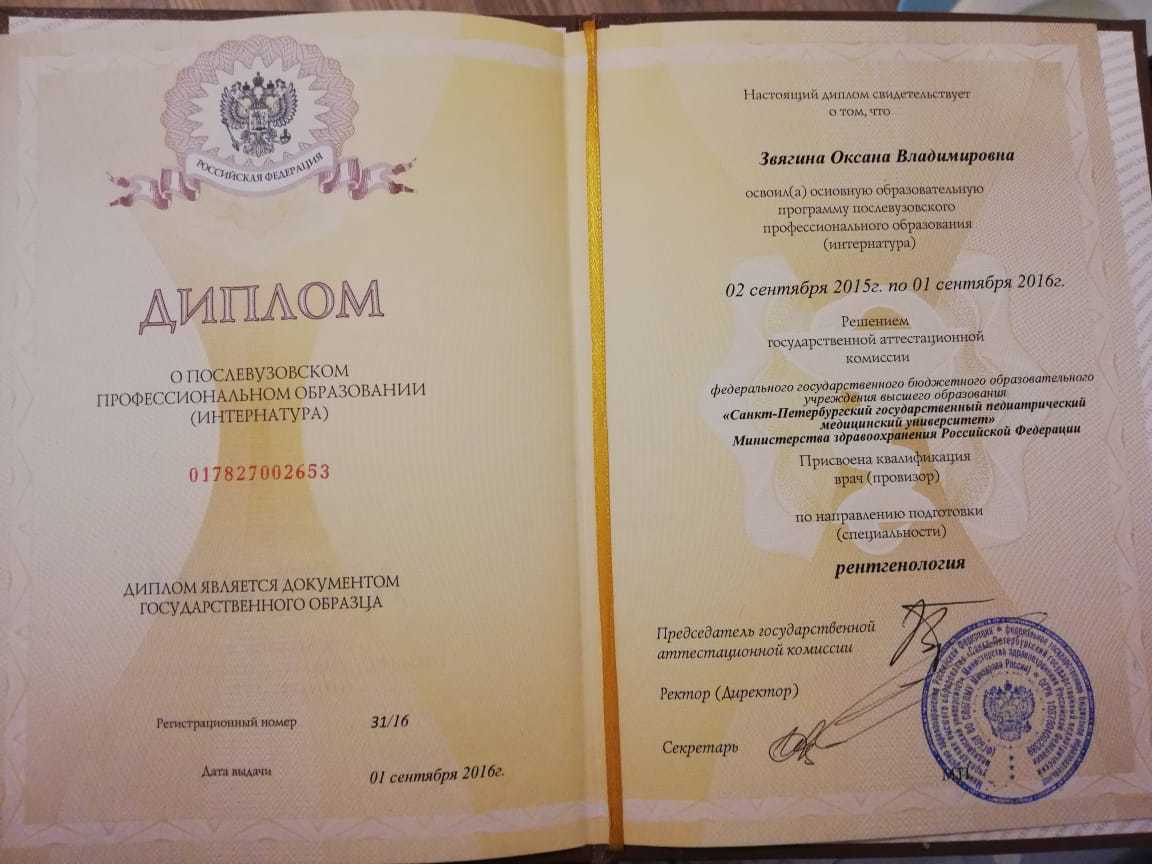 РОССИЙСКАЯ ФЕДЕРАЦИЯ
ДИПЛОМ
О ПОСЛЕВУЗОВСКОМ
ПРОФЕССИОНАЛЬНОМ ОБРАЗОВАНИИ
(ИНТЕРНАТУРА)
017827002653
ДИПЛОМ ЯВЛЯЕТСЯ ДОКУМЕНТОМ
ГОСУДАРСТВЕННОГО ОБРАЗЦА
Регистрационный номер 31/16
Дата выдачи 01 сентября 2016г.
Настоящий диплом свидетельствует
о том, что
Звягина Оксана Владимировна
освоил(а) основную образовательную
программу послевузовского
профессионального образования
(интернатура)
02 сентября 2015г. по 01 сентября 2016г.
Решением
государственной аттестационной
комиссии
федерального государственного бюджетного образовательного
учреждения высшего образования
«Санкт-Петербургский государственный педиатрический
медицинский университет»
Министерства здравоохранения Российской Федерации
Присвоена квалификация
врач (провизор)
по направлению подготовки
(специальности)
рентгенология
Председатель государственной
аттестационной комиссии
Ректор (Директор)
Секретарь
МП